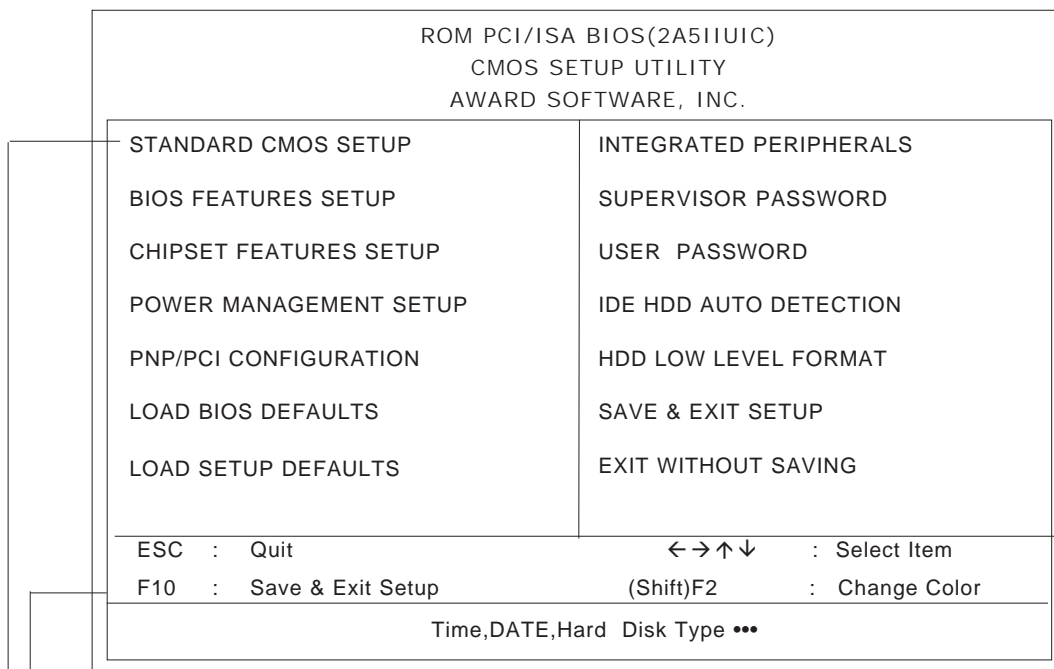 ROM PCI/ISA BIOS(2A5IIUIC)
CMOS SETUP UTILITY
AWARD SOFTWARE, INC.
STANDARD CMOS SETUP
BIOS FEATURES SETUP
CHIPSET FEATURES SETUP
POWER MANAGEMENT SETUP
PNP/PCI CONFIGURATION
LOAD BIOS DEFAULTS
LOAD SETUP DEFAULTS
INTEGRATED PERIPHERALS
SUPERVISOR PASSWORD
USER PASSWORD
IDE HDD AUTO DETECTION
HDD LOW LEVEL FORMAT
SAVE & EXIT SETUP
EXIT WITHOUT SAVING
ESC : Quit ←→↑↓ : Select Item
F10 : Save & Exit Setup (Shift)F2 : Change Color
Time,DATE,Hard Disk Type •••